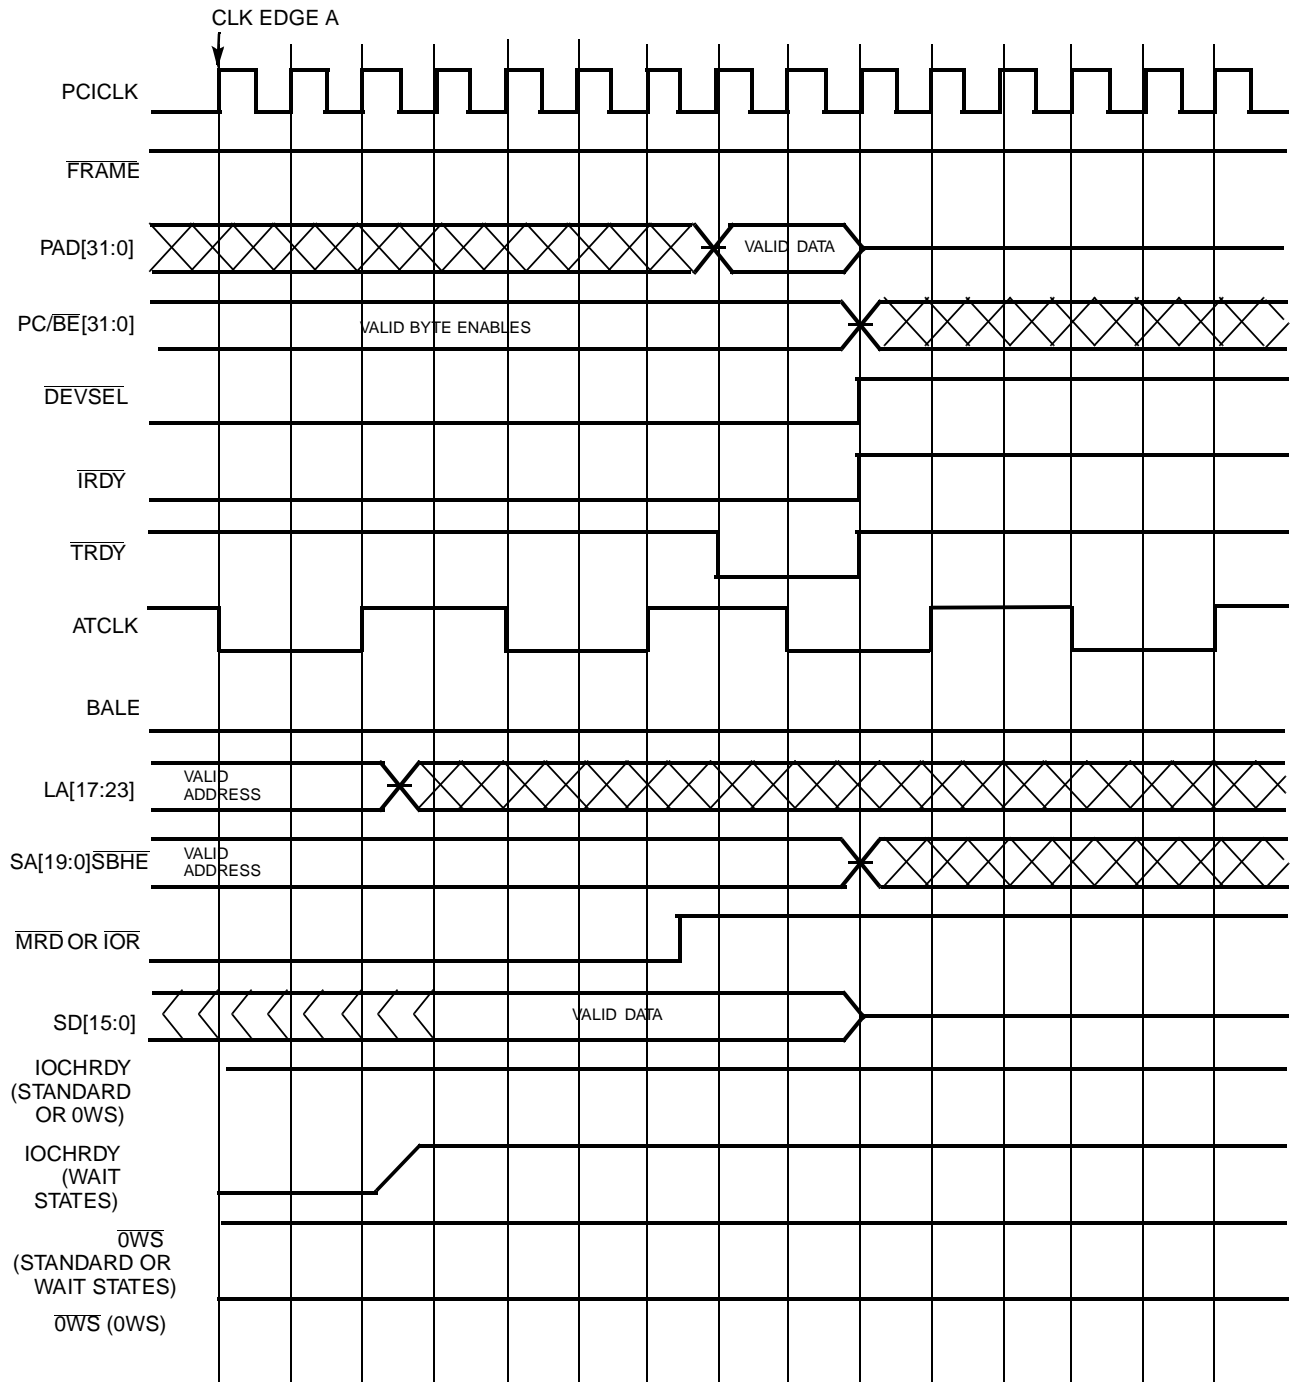 CLK EDGE A
PCICLK
FRAME
PAD[31:0]
VALID DATA
PC/BE[31:0]
VALID BYTE ENABLES
DEVSEL
IRDY
TRDY
ATCLK
BALE
LA[17:23]
VALID
ADDRESS
SA[19:0]SBHE
VALID
ADDRESS
MRD OR IOR
SD[15:0]
VALID DATA
IOCHRDY
(STANDARD
OR 0WS)
IOCHRDY
(WAIT
STATES)
0WS
(STANDARD OR
WAIT STATES)
0WS (0WS)